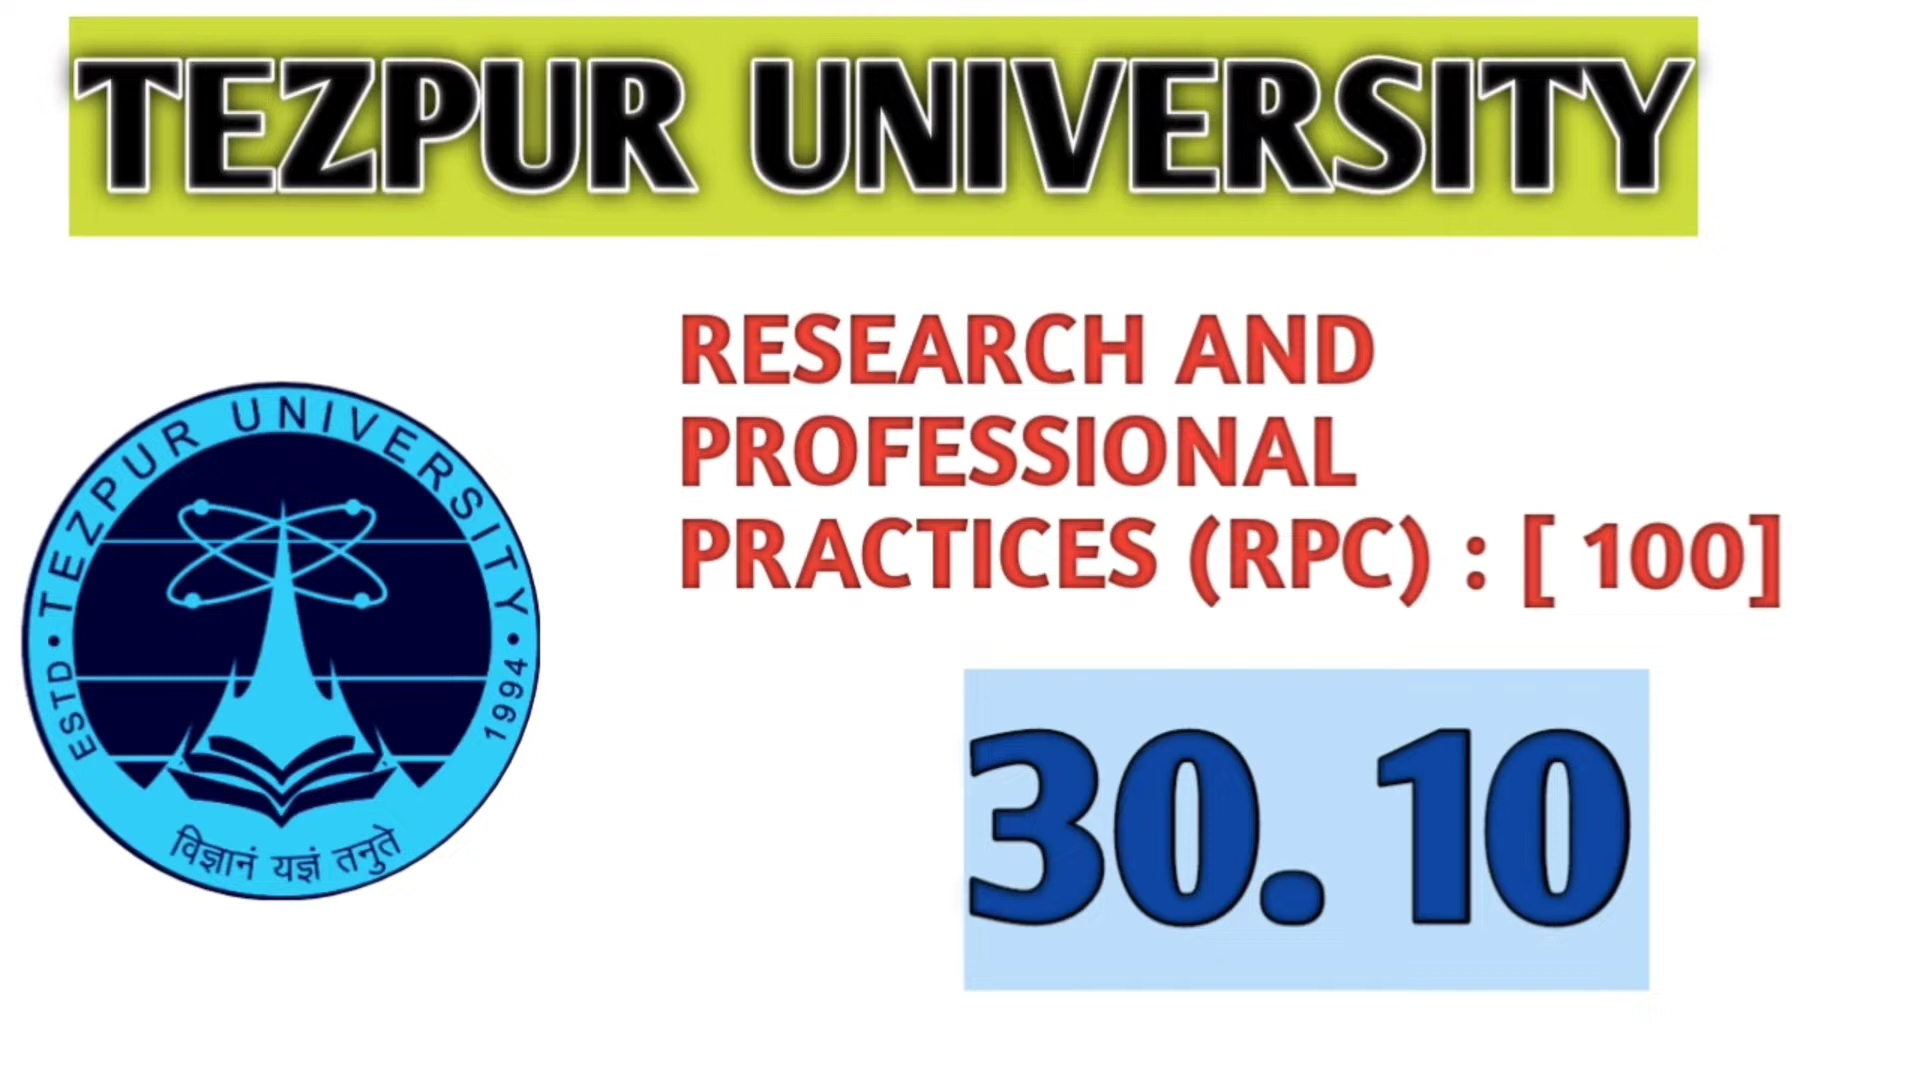 TEZPUR UNIVERSITY
RESEARCH AND
PROFESSIONAL
PRACTICES (RPC) : [ 100]
TEZPUR UNIVERSITY
ESTD 1994
विज्ञानं यज्ञं तनुते
30. 10